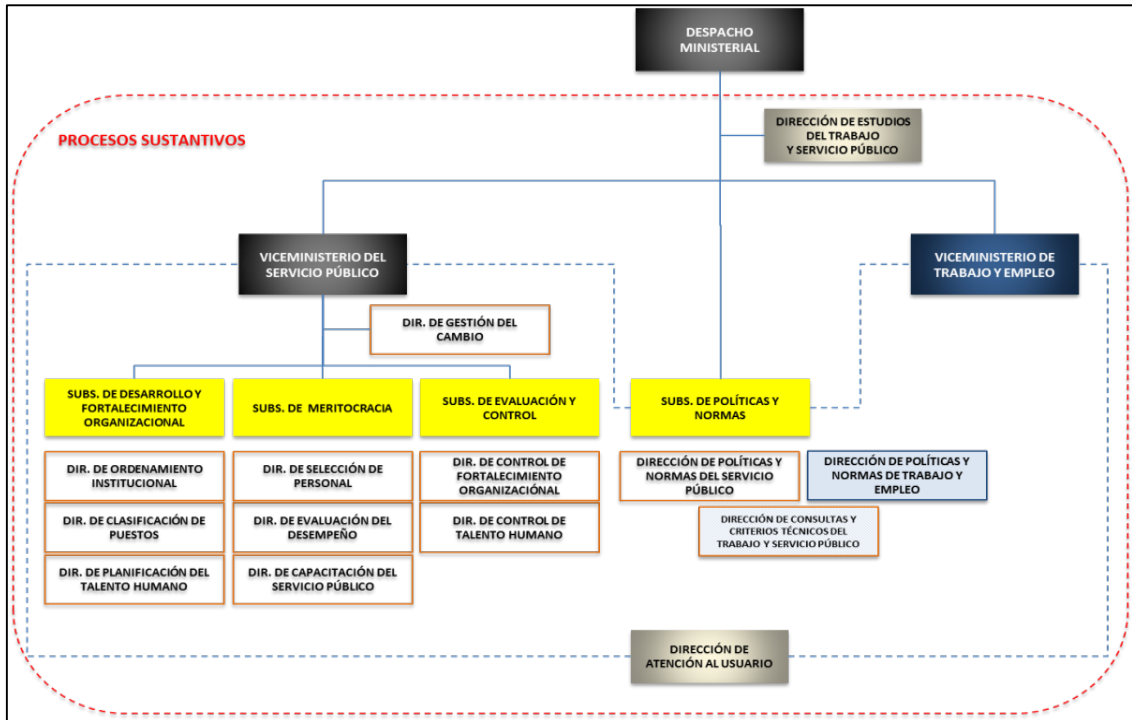 DESPACHO
MINISTERIAL
PROCESOS SUSTANTIVOS
DIRECCIÓN DE ESTUDIOS
DEL TRABAJO
Y SERVICIO PÚBLICO
VICEMINISTERIO DEL
SERVICIO PÚBLICO
VICEMINISTERIO DE
TRABAJO Y EMPLEO
DIR. DE GESTIÓN DEL
CAMBIO
SUBS. DE DESARROLLO Y
FORTALECIMIENTO
ORGANIZACIONAL
SUBS. DE MERITOCRACIA
SUBS. DE EVALUACIÓN Y
CONTROL
SUBS. DE POLÍTICAS Y
NORMAS
DIR. DE ORDENAMIENTO
INSTITUCIONAL
DIR. DE SELECCIÓN DE
PERSONAL
DIR. DE CONTROL DE
FORTALECIMIENTO
ORGANIZACIÓNAL
DIRECCIÓN DE POLÍTICAS Y
NORMAS DEL SERVICIO
PÚBLICO
DIRECCIÓN DE POLÍTICAS Y
NORMAS DE TRABAJO Y
EMPLEO
DIR. DE CLASIFICACIÓN DE
PUESTOS
DIR. DE EVALUACIÓN DEL
DESEMPEÑO
DIR. DE CONTROL DE
TALENTO HUMANO
DIRECCIÓN DE CONSULTAS Y
CRITERIOS TÉCNICOS DEL
TRABAJO Y SERVICIO PÚBLICO
DIR. DE PLANIFICACIÓN DEL
TALENTO HUMANO
DIR. DE CAPACITACIÓN DEL
SERVICIO PÚBLICO
DIRECCIÓN DE
ATENCIÓN AL USUARIO